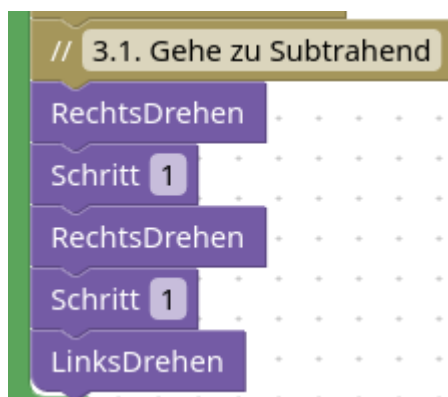 // 3.1. Gehe zu Subtrahend
RechtsDrehen
Schritt 1
RechtsDrehen
Schritt 1
LinksDrehen